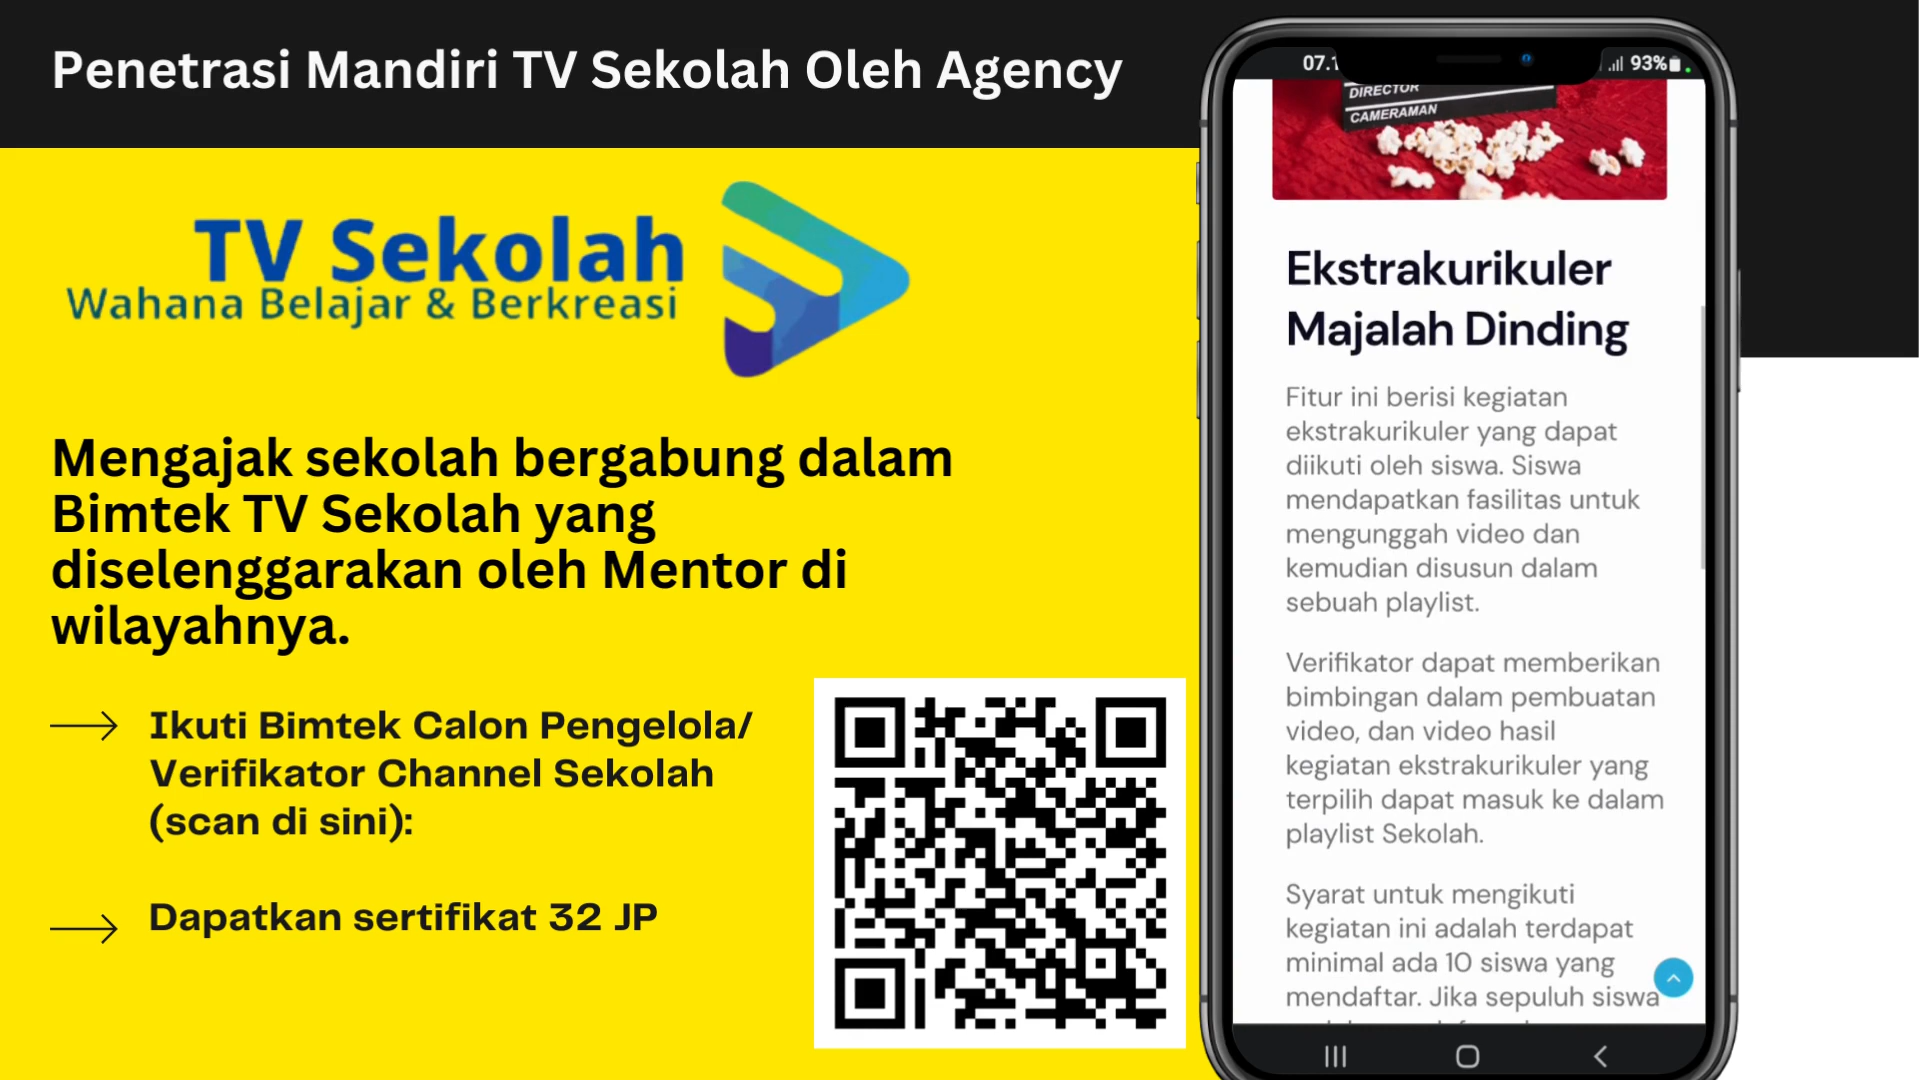 Penetrasi Mandiri TV Sekolah Oleh Agency
TV Sekolah
Wahana Belajar & Berkreasi
Mengajak sekolah bergabung dalam
Bimtek TV Sekolah yang
diselenggarakan oleh Mentor di
wilayahnya.
Ikuti Bimtek Calon Pengelola/
Verifikator Channel Sekolah
(scan di sini):
Dapatkan sertifikat 32 JP
93%
DIRECTOR
CAMERAMAN
Ekstrakurikuler
Majalah Dinding
Fitur ini berisi kegiatan
ekstrakurikuler yang dapat
diikuti oleh siswa. Siswa
mendapatkan fasilitas untuk
mengunggah video dan
kemudian disusun dalam
sebuah playlist.
Verifikator dapat memberikan
bimbingan dalam pembuatan
video, dan video hasil
kegiatan ekstrakurikuler yang
terpilih dapat masuk ke dalam
playlist Sekolah.
Syarat untuk mengikuti
kegiatan ini adalah terdapat
minimal ada 10 siswa yang
mendaftar. Jika sepuluh siswa